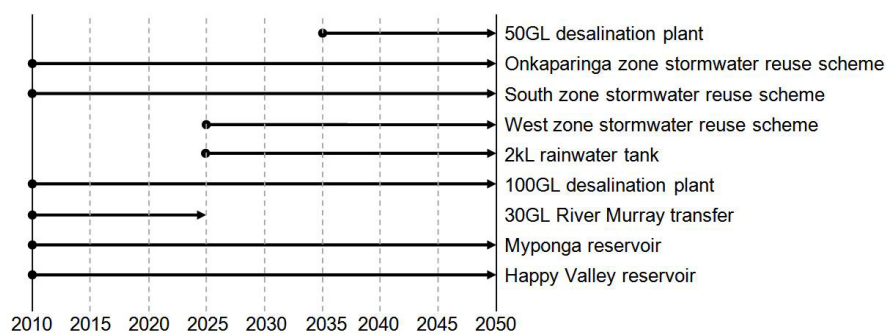 50GL desalination plant
Onkaparinga zone stormwater reuse scheme
South zone stormwater reuse scheme
West zone stormwater reuse scheme
2kL rainwater tank
100GL desalination plant
30GL River Murray transfer
Myponga reservoir
Happy Valley reservoir
2010 2015 2020 2025 2030 2035 2040 2045 2050